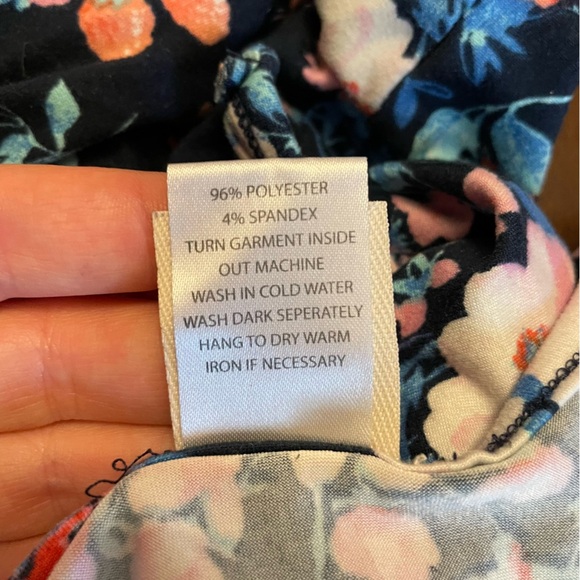 96% POLYESTER
4% SPANDEX
TURN GARMENT INSIDE
OUT MACHINE
WASH IN COLD WATER
WASH DARK SEPERATELY
HANG TO DRY WARM
IRON IF NECESSARY